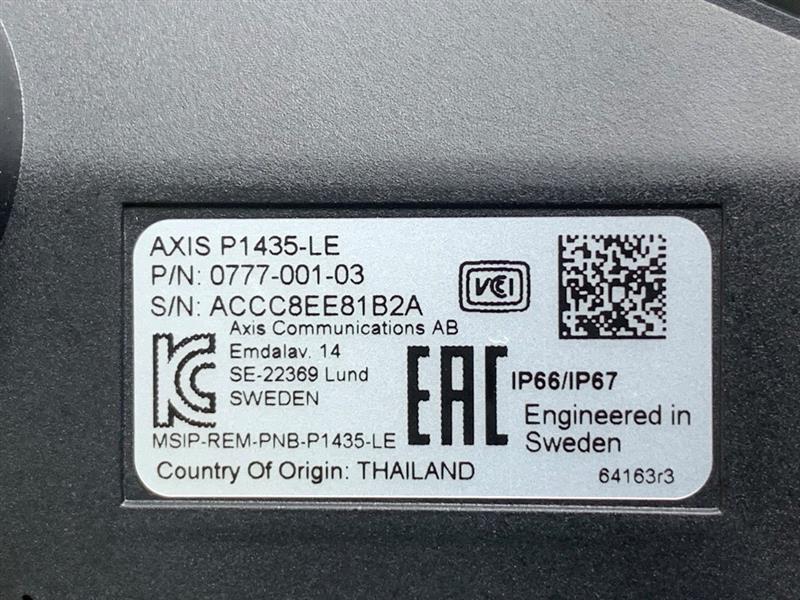 AXIS P1435-LE
P/N: 0777-001-03
S/N: ACCC8EE81B2A
Axis Communications AB
Emdalav. 14
SE-22369 Lund
SWEDEN
MSIP-REM-PNB-P1435-LE
Country Of Origin: THAILAND
VCI
EAC
IP66/IP67
Engineered in
Sweden
64163r3